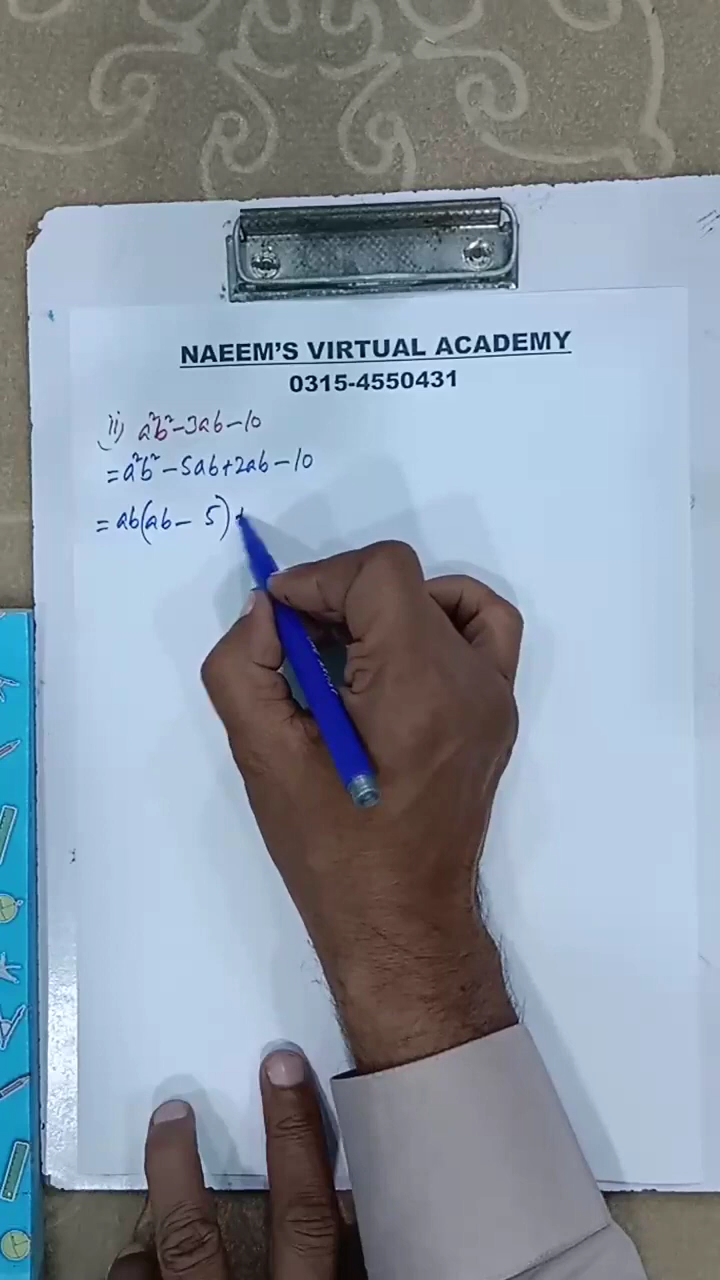 NAEEM'S VIRTUAL ACADEMY
0315-4550431
ii) a²b² - 3ab - 10
= a²b² - 5ab + 2ab - 10
= ab(ab - 5) +